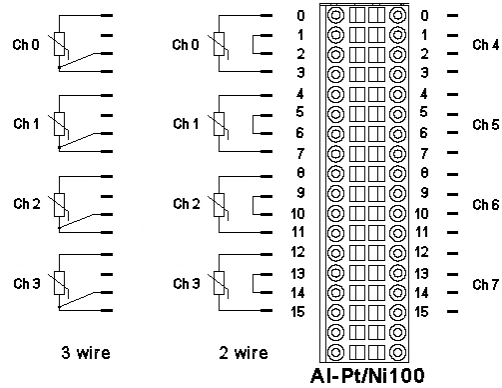 0 0
Ch 0 Ch 0 1 1 Ch 4
2 2
3 3
4 4
Ch 1 Ch 1 5 5 Ch 5
6 6
7 7
8 8
Ch 2 Ch 2 9 9 Ch 6
10 10
11 11
12 12
Ch 3 Ch 3 13 13 Ch 7
14 14
15 15
3 wire 2 wire
AI-Pt/Ni100